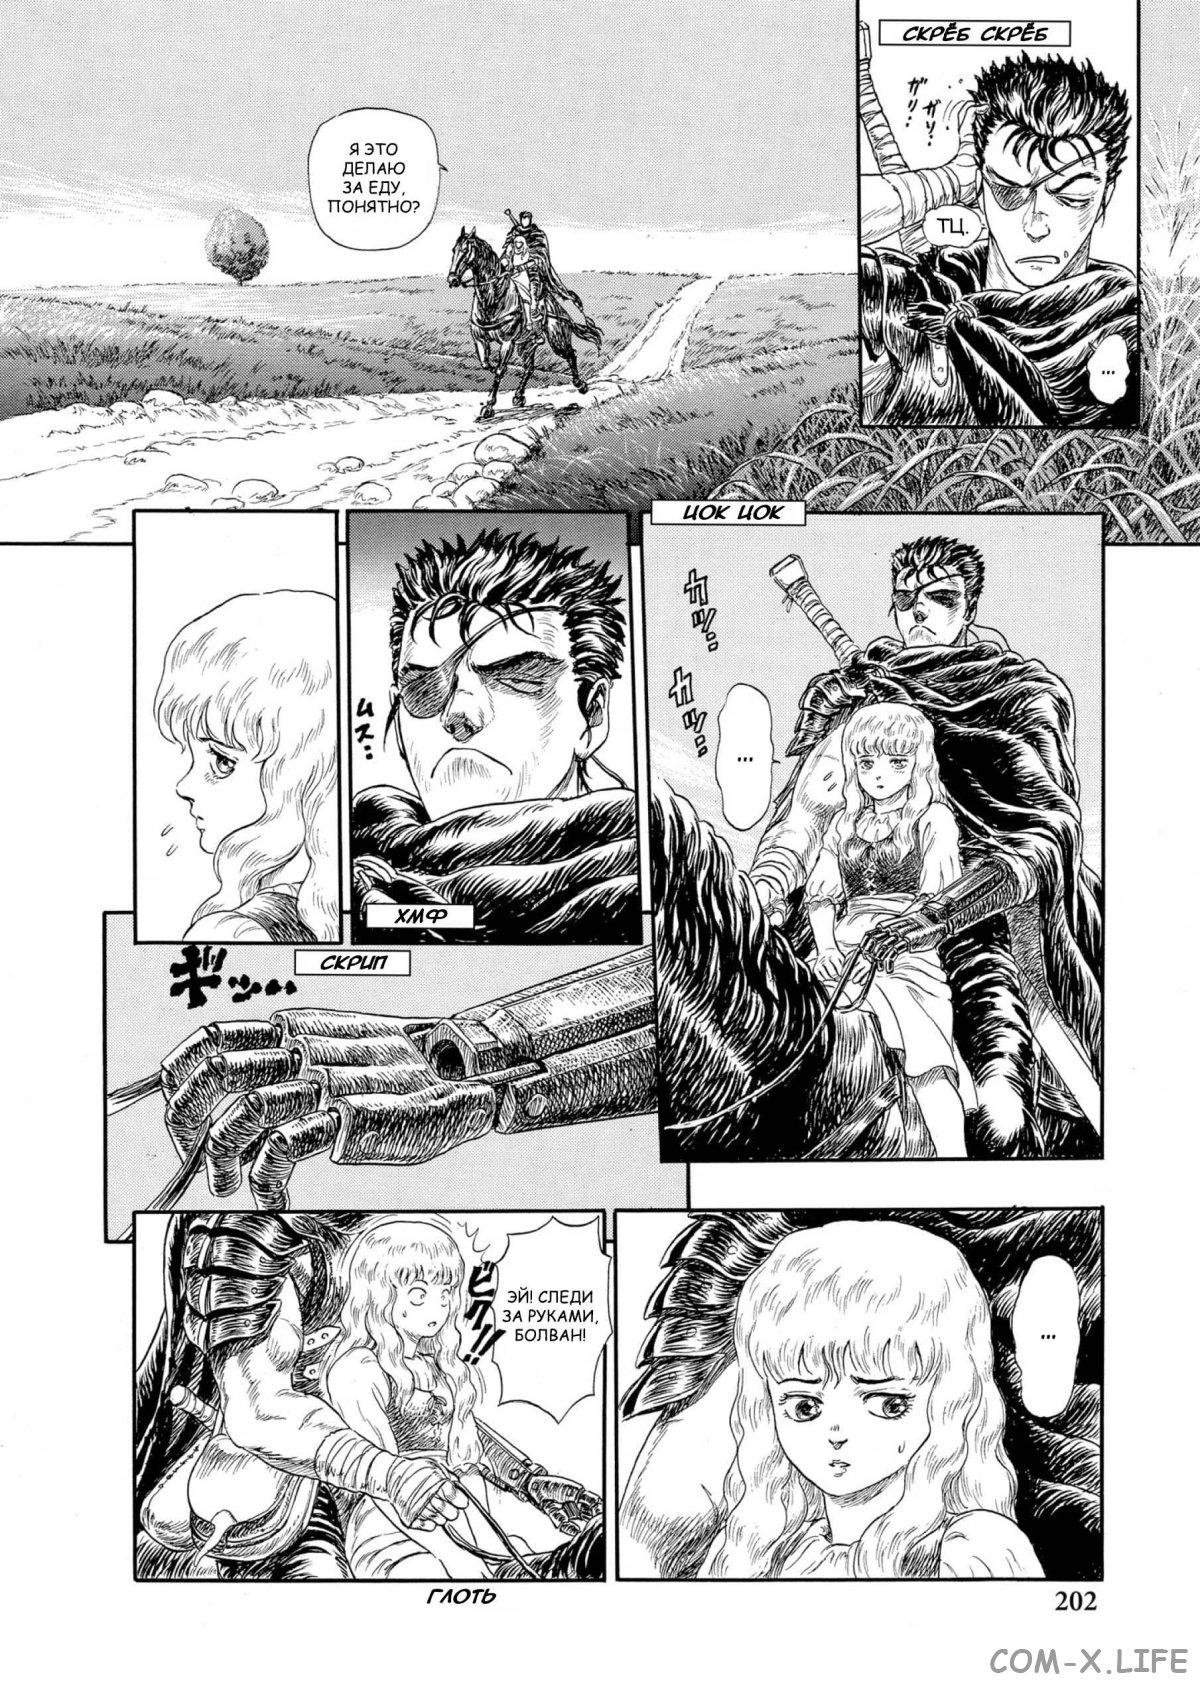 СКРЁБ СКРЁБ
ガリ…
ガリ…
ТЦ.
...
Я ЭТО
ДЕЛАЮ
ЗА ЕДУ,
ПОНЯТНО?
ЦОК ЦОК
カッ…
カッ…
...
ムス…
ХМФ
СКРИП
ギッ…
...
ЭЙ! СЛЕДИ
ЗА РУКАМИ,
БОЛВАН!
ビクッ!!
ГЛОТЬ
202
COM-X.LIFE